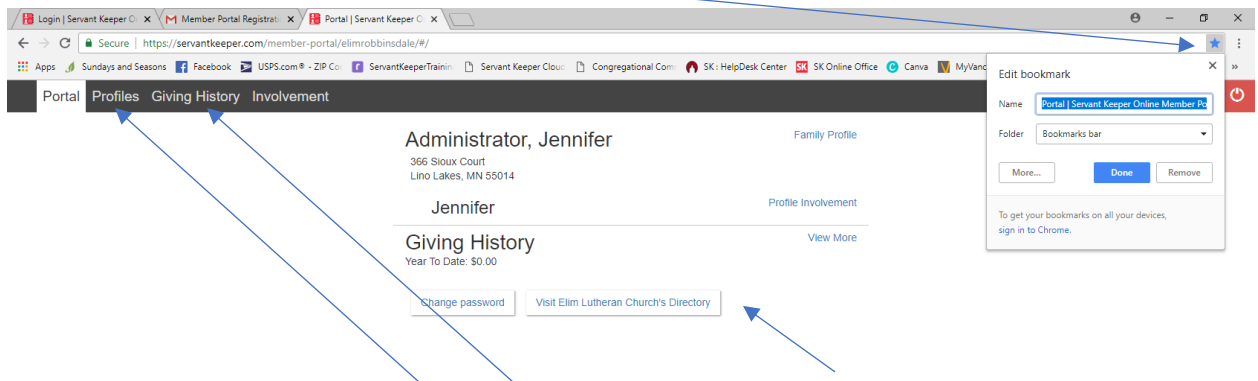 Login | Servant Keeper O
Member Portal Registrat
Portal | Servant Keeper O
Secure | https://servantkeeper.com/member-portal/elimrobbinsdale/#/
Apps Sundays and Seasons Facebook USPS.com® - ZIP Co ServantKeeperTrainin Servant Keeper Cloud Congregational Com SK : HelpDesk Center SK SK Online Office Canva MyVanc
Portal Profiles Giving History Involvement
Edit bookmark
Name Portal | Servant Keeper Online Member Po
Folder Bookmarks bar
More... Done Remove
To get your bookmarks on all your devices,
sign in to Chrome.
Administrator, Jennifer Family Profile
366 Sioux Court
Lino Lakes, MN 55014
Jennifer Profile Involvement
Giving History View More
Year To Date: $0.00
Change password Visit Elim Lutheran Church's Directory